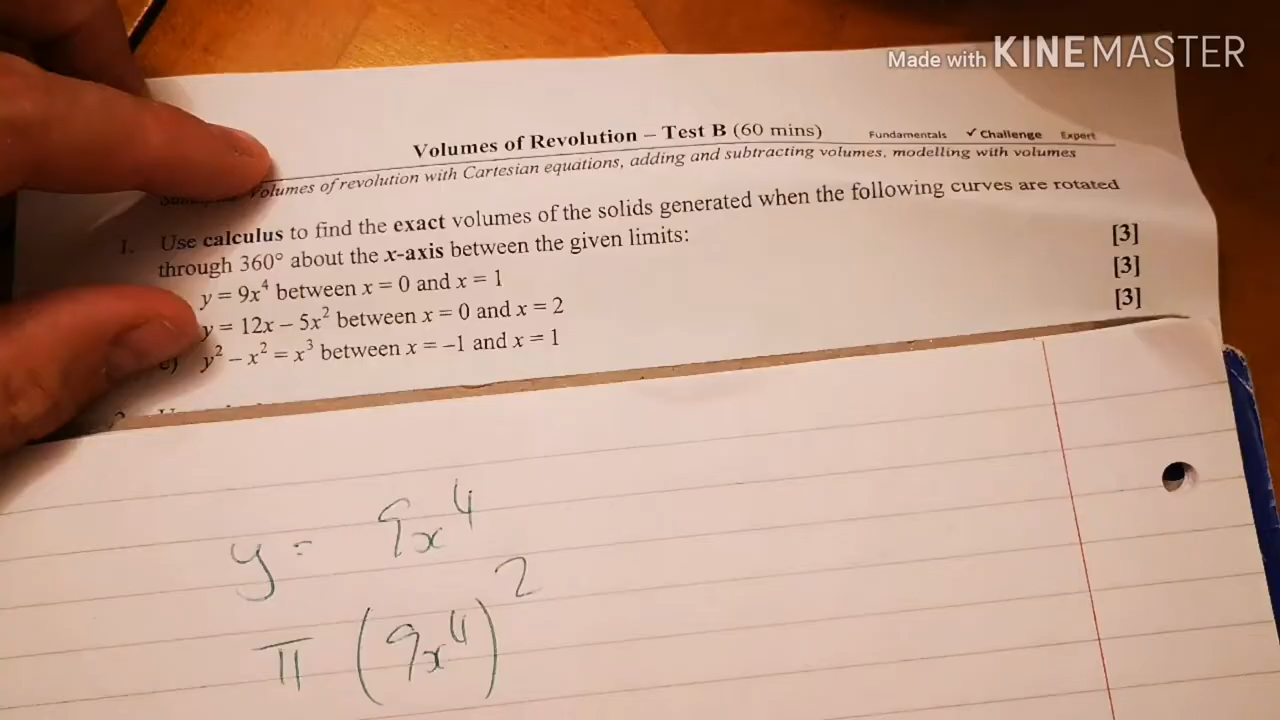 Made with KINEMASTER
Volumes of Revolution – Test B (60 mins) Fundamentals ✓ Challenge Expert
Volumes of revolution with Cartesian equations, adding and subtracting volumes, modelling with volumes
1. Use calculus to find the exact volumes of the solids generated when the following curves are rotated
through 360° about the x-axis between the given limits:
y = 9x⁴ between x = 0 and x = 1 [3]
y = 12x – 5x² between x = 0 and x = 2 [3]
c) y² – x² = x³ between x = –1 and x = 1 [3]
y = 9x⁴
π (9x⁴)²